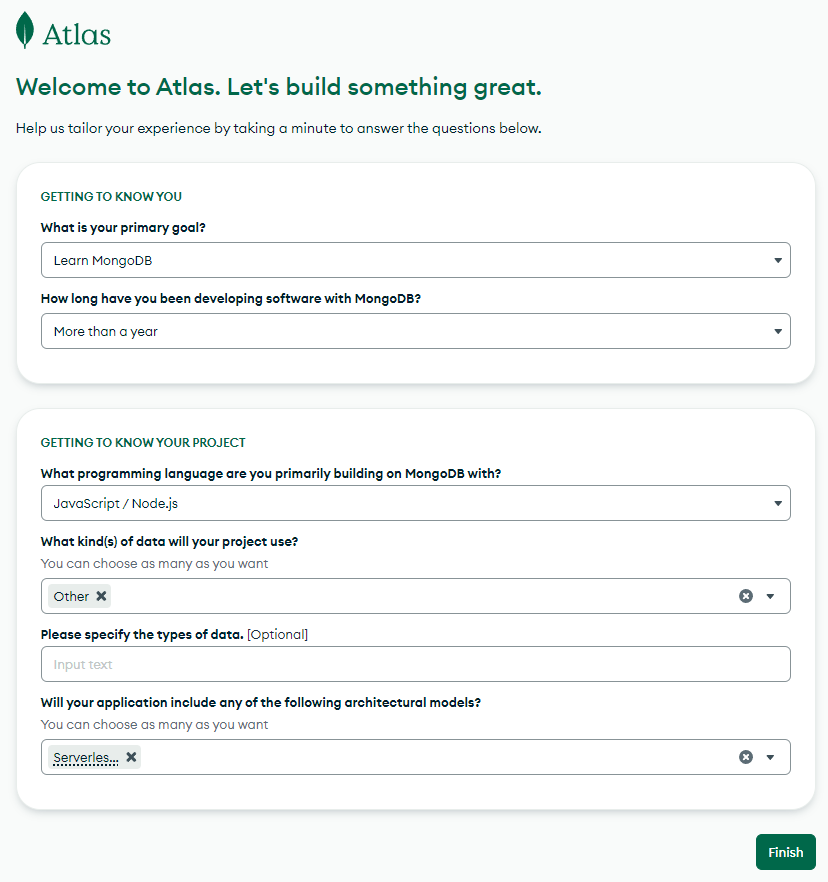 Atlas
Welcome to Atlas. Let's build something great.
Help us tailor your experience by taking a minute to answer the questions below.
GETTING TO KNOW YOU
What is your primary goal?
Learn MongoDB
How long have you been developing software with MongoDB?
More than a year
GETTING TO KNOW YOUR PROJECT
What programming language are you primarily building on MongoDB with?
JavaScript / Node.js
What kind(s) of data will your project use?
You can choose as many as you want
Other
Please specify the types of data. [Optional]
Input text
Will your application include any of the following architectural models?
You can choose as many as you want
Serverles...
Finish